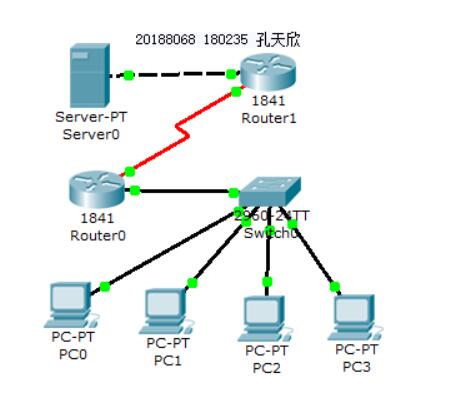 20188068 180235 孔天欣
1841
Router1
Server-PT
Server0
1841
Router0
2960-24TT
Switch0
PC-PT
PC0
PC-PT
PC1
PC-PT
PC2
PC-PT
PC3